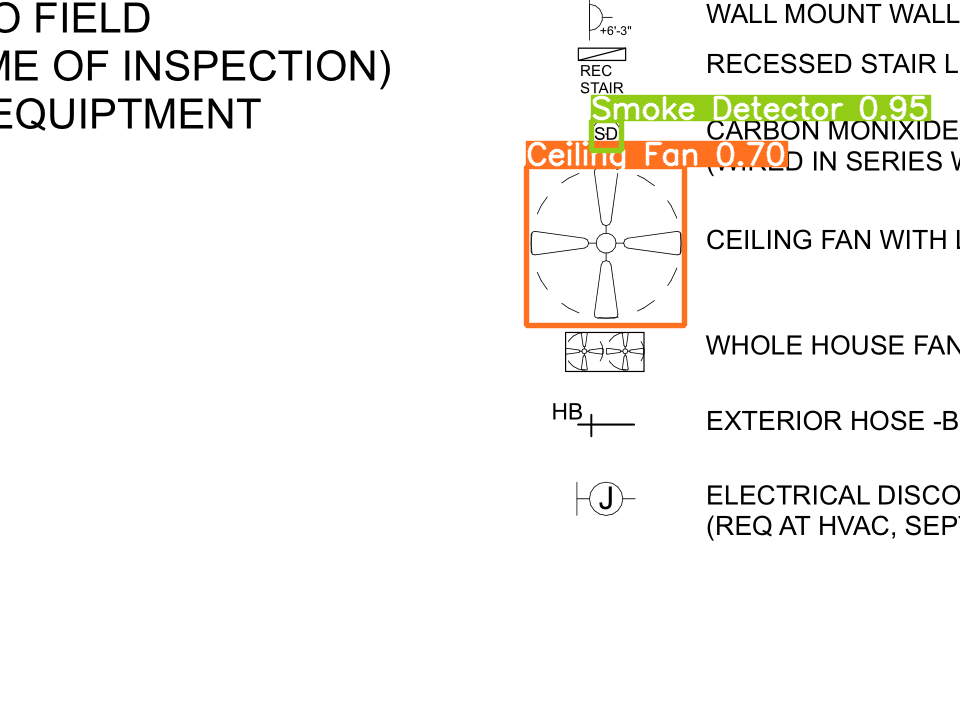 O FIELD
ME OF INSPECTION)
EQUIPTMENT
+6'-3"
WALL MOUNT WALL
REC
STAIR
RECESSED STAIR L
Smoke Detector 0.95
SD
CARBON MONIXIDE
Ceiling Fan 0.70
(WIRED IN SERIES W
CEILING FAN WITH L
WHOLE HOUSE FAN
HB
EXTERIOR HOSE -B
J
ELECTRICAL DISCO
(REQ AT HVAC, SEPT